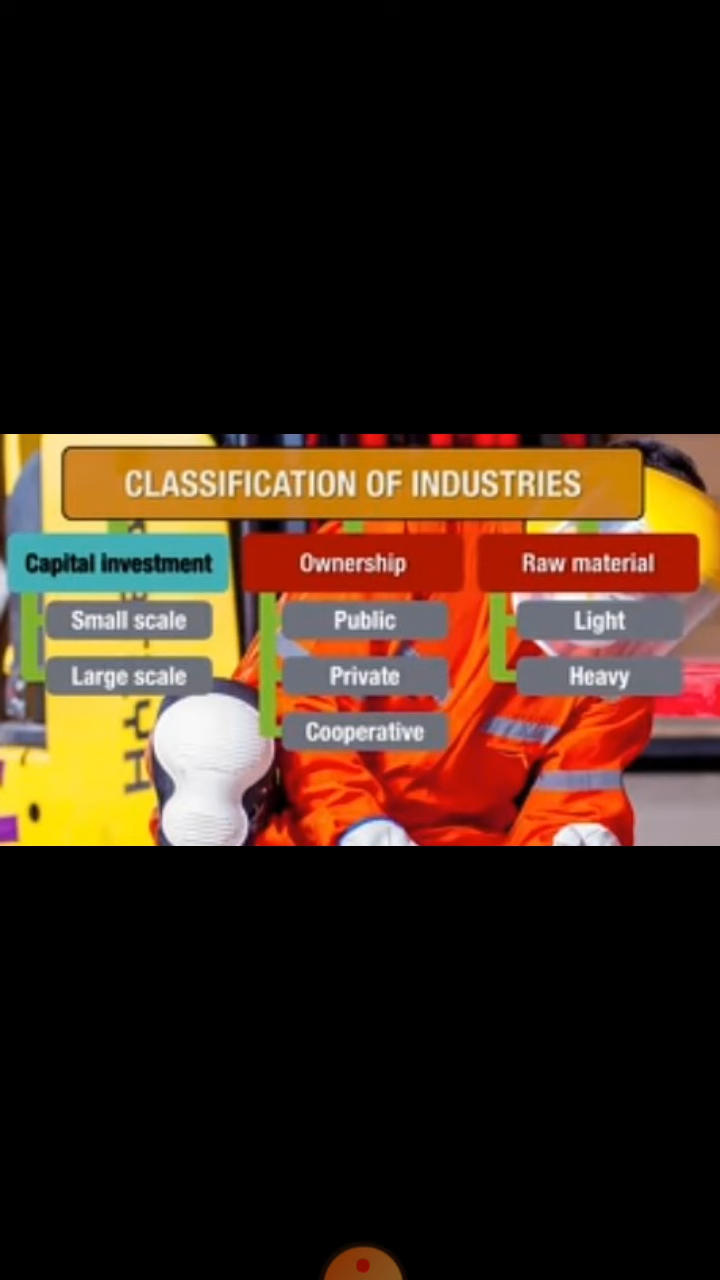 CLASSIFICATION OF INDUSTRIES
Capital investment
Small scale
Large scale
Ownership
Public
Private
Cooperative
Raw material
Light
Heavy